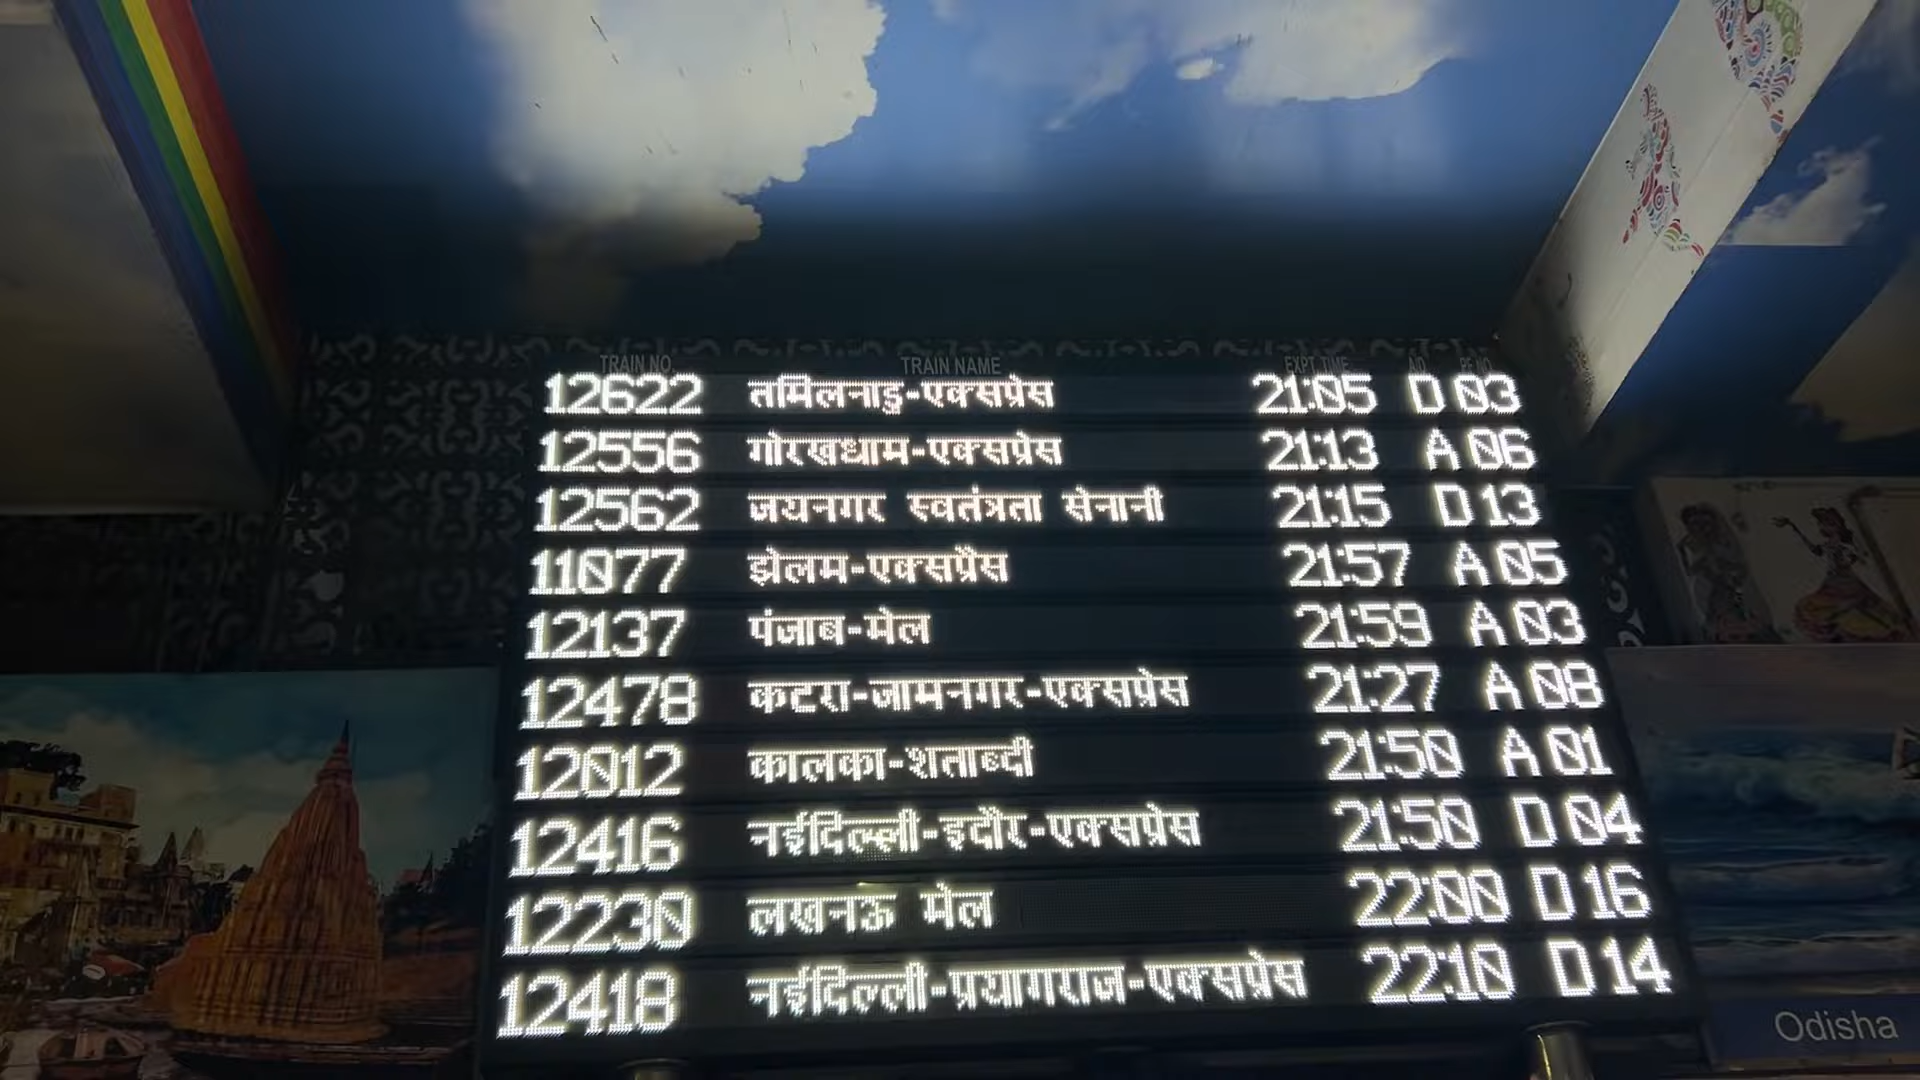 TRAIN NO. TRAIN NAME EXPT. TIME A/D PF.NO.
12622 तमिलनाडु-एक्सप्रेस 21:05 D 03
12556 गोरखधाम-एक्सप्रेस 21:13 A 06
12562 जयनगर स्वतंत्रता सेनानी 21:15 D 13
11077 झेलम-एक्सप्रैस 21:57 A 05
12137 पंजाब-मेल 21:59 A 03
12478 कटरा-जामनगर-एक्सप्रेस 21:27 A 08
12012 कालका-शताब्दी 21:50 A 01
12416 नईदिल्ली-इदौर-एक्सप्रेस 21:50 D 04
12230 लखनऊ मेल 22:00 D 16
12418 नईदिल्ली-प्रयागराज-एक्सप्रेस 22:10 D 14
Odisha